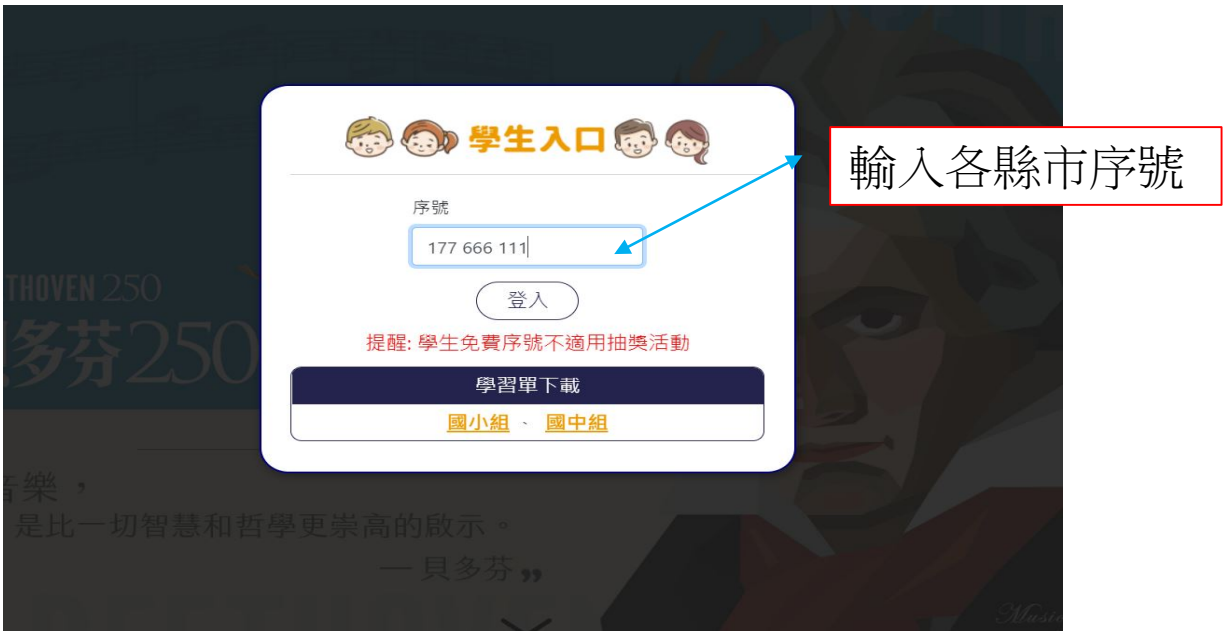 學生入口
輸入各縣市序號
序號
177 666 111
登入
提醒: 學生免費序號不適用抽獎活動
學習單下載
國小組、國中組
THOVEN 250
多芬250
音樂，
是比一切智慧和哲學更崇高的啟示。
— 貝多芬 ”
Music